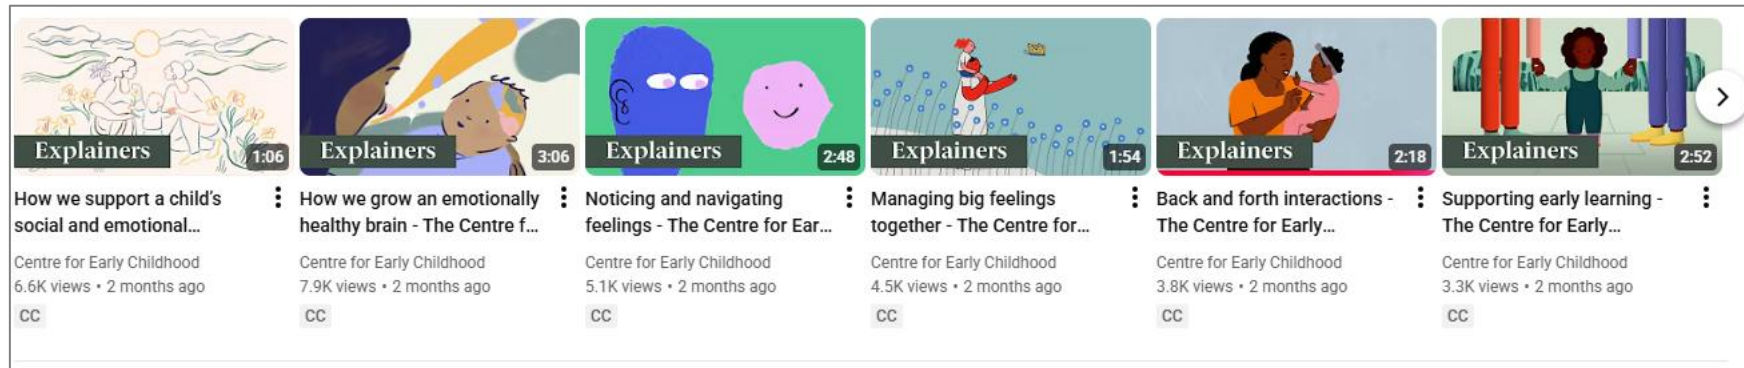 Explainers
1:06
How we support a child's
social and emotional...
Centre for Early Childhood
6.6K views • 2 months ago
CC
Explainers
3:06
How we grow an emotionally
healthy brain - The Centre f...
Centre for Early Childhood
7.9K views • 2 months ago
CC
Explainers
2:48
Noticing and navigating
feelings - The Centre for Ear...
Centre for Early Childhood
5.1K views • 2 months ago
CC
Explainers
1:54
Managing big feelings
together - The Centre for...
Centre for Early Childhood
4.5K views • 2 months ago
CC
Explainers
2:18
Back and forth interactions -
The Centre for Early...
Centre for Early Childhood
3.8K views • 2 months ago
CC
Explainers
2:52
Supporting early learning -
The Centre for Early...
Centre for Early Childhood
3.3K views • 2 months ago
CC